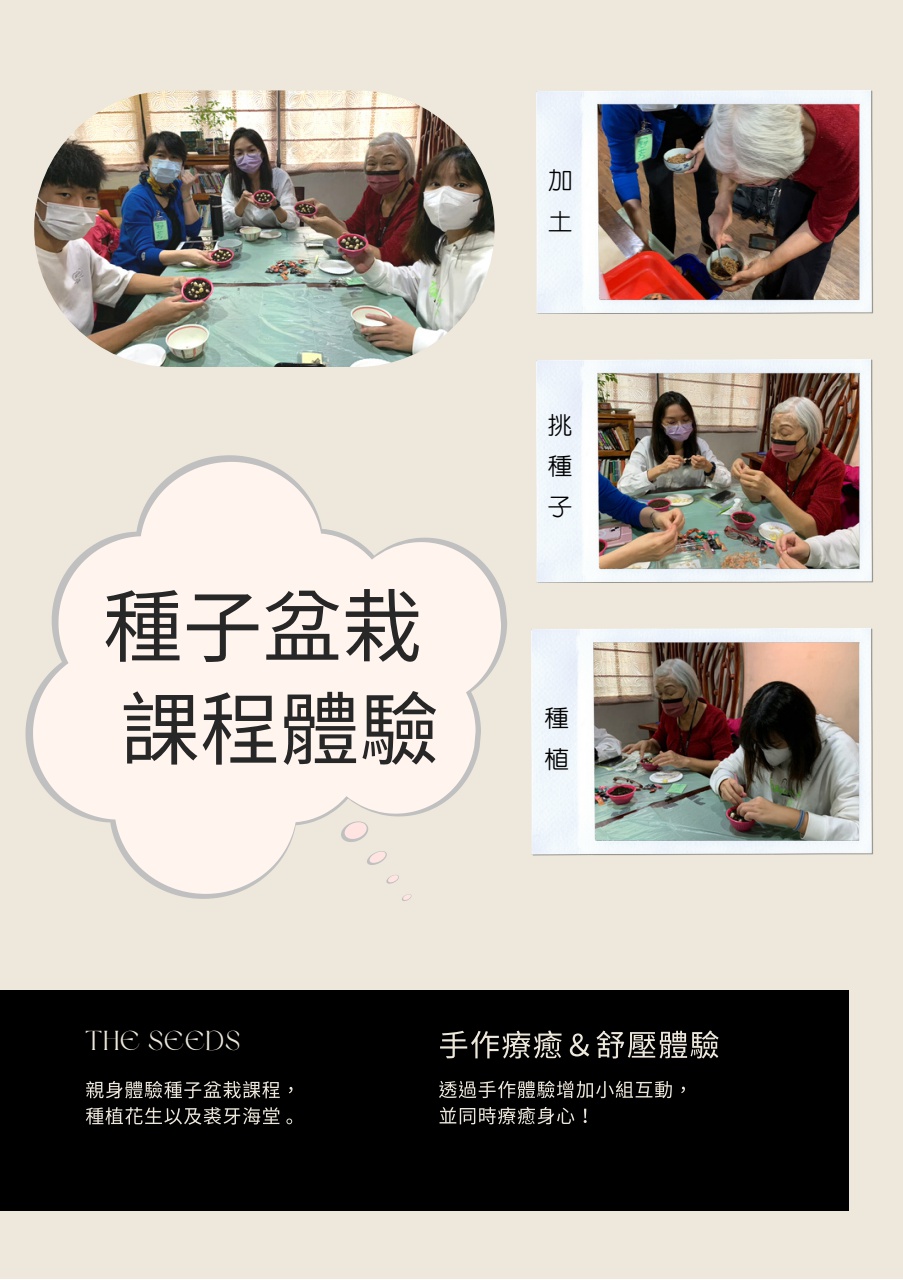 加土
挑種子
種植
種子盆栽
課程體驗
THE SEEDS
親身體驗種子盆栽課程，
種植花生以及裘牙海堂。
手作療癒＆舒壓體驗
透過手作體驗增加小組互動，
並同時療癒身心！